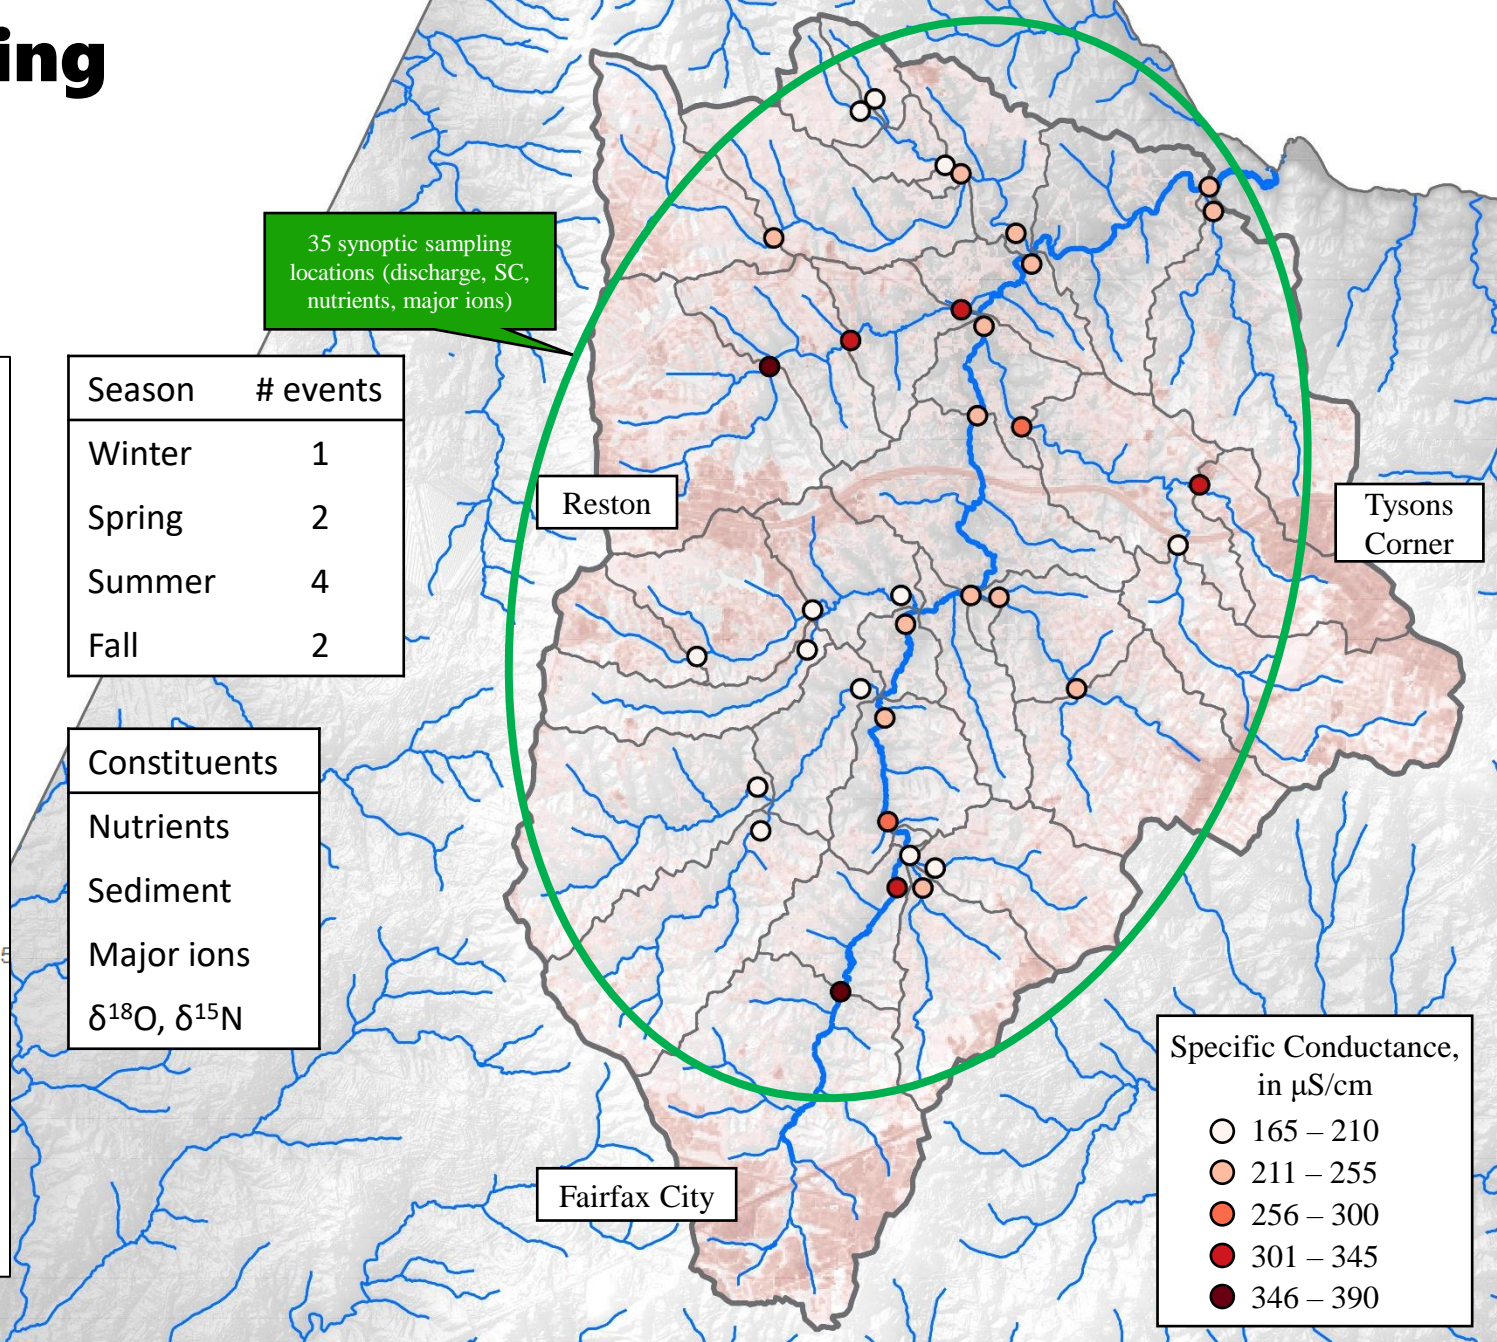 ing
35 synoptic sampling
locations (discharge, SC,
nutrients, major ions)
Season # events
Winter 1
Spring 2
Summer 4
Fall 2
Reston
Tysons
Corner
Constituents
Nutrients
Sediment
Major ions
δ¹⁸O, δ¹⁵N
5
Fairfax City
Specific Conductance,
in µS/cm
165 – 210
211 – 255
256 – 300
301 – 345
346 – 390